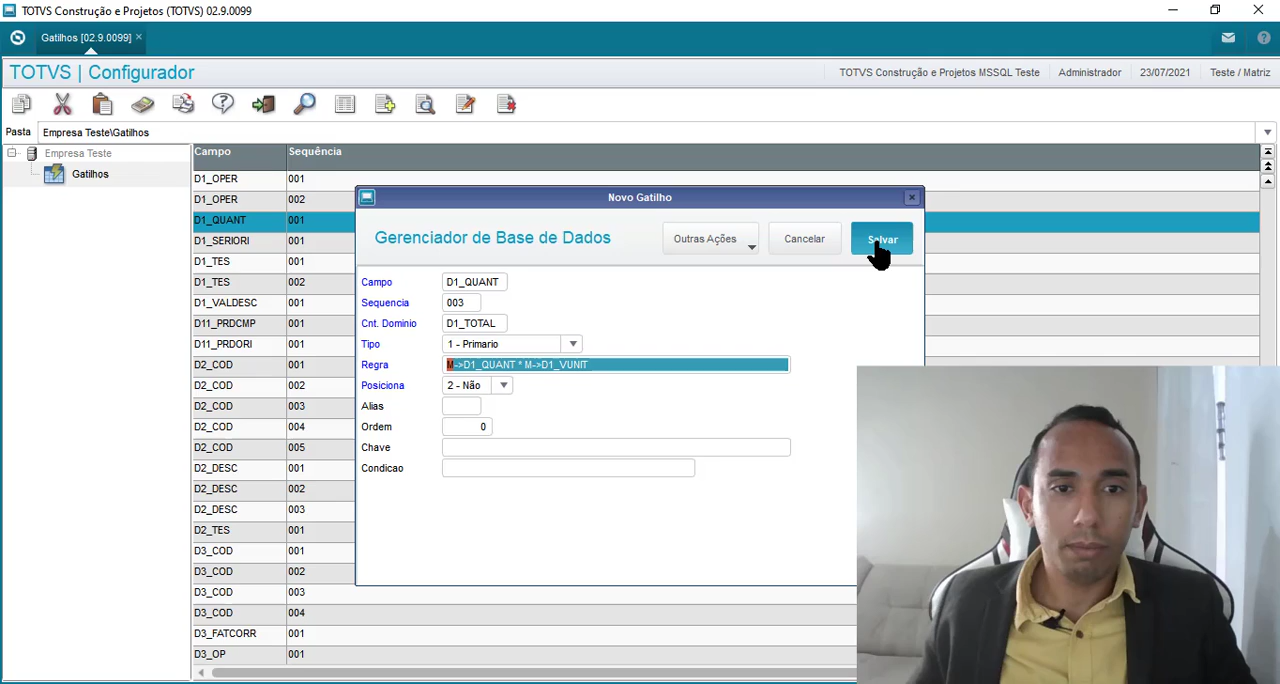 TOTVS Construção e Projetos (TOTVS) 02.9.0099
Gatilhos [02.9.0099]
TOTVS | Configurador
TOTVS Construção e Projetos MSSQL Teste
Administrador
23/07/2021
Teste / Matriz
Pasta
Empresa Teste\Gatilhos
Empresa Teste
Gatilhos
Campo Sequência
D1_OPER 001
D1_OPER 002
D1_QUANT 001
D1_SERIORI 001
D1_TES 001
D1_TES 002
D1_VALDESC 001
D11_PRDCMP 001
D11_PRDORI 001
D2_COD 001
D2_COD 002
D2_COD 003
D2_COD 004
D2_COD 005
D2_DESC 001
D2_DESC 002
D2_DESC 003
D2_TES 001
D3_COD 001
D3_COD 002
D3_COD 003
D3_COD 004
D3_FATCORR 001
D3_OP 001
Novo Gatilho
Gerenciador de Base de Dados
Outras Ações
Cancelar
Salvar
Campo D1_QUANT
Sequencia 003
Cnt. Dominio D1_TOTAL
Tipo 1 - Primario
Regra M->D1_QUANT * M->D1_VUNIT
Posiciona 2 - Não
Alias
Ordem 0
Chave
Condicao